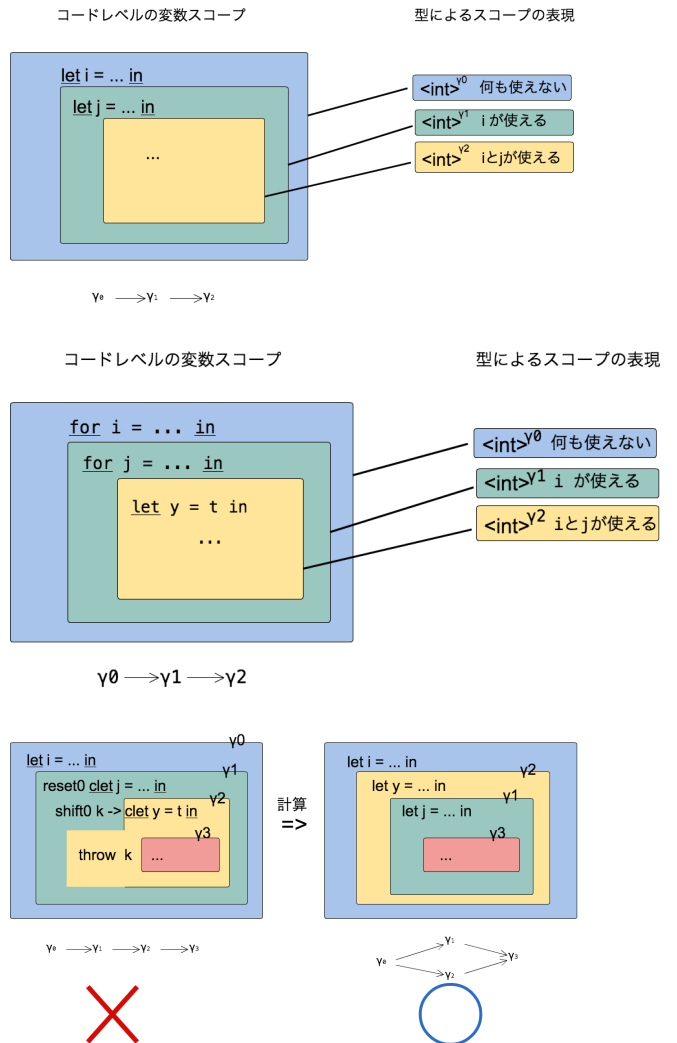 コードレベルの変数スコープ
型によるスコープの表現
let i = ... in
let j = ... in
...
<int>γ0 何も使えない
<int>γ1 i が使える
<int>γ2 iとjが使える
γ0 → γ1 → γ2
コードレベルの変数スコープ
型によるスコープの表現
for i = ... in
for j = ... in
let y = t in
...
<int>γ0 何も使えない
<int>γ1 i が使える
<int>γ2 iとjが使える
γ0 → γ1 → γ2
γ0
let i = ... in
γ1
reset0 clet j = ... in
γ2
shift0 k -> clet y = t in
γ3
throw k
...
γ0 → γ1 → γ2 → γ3
計算
=>
let i = ... in
γ2
let y = ... in
γ1
let j = ... in
γ3
...
γ1
γ0
γ3
γ2